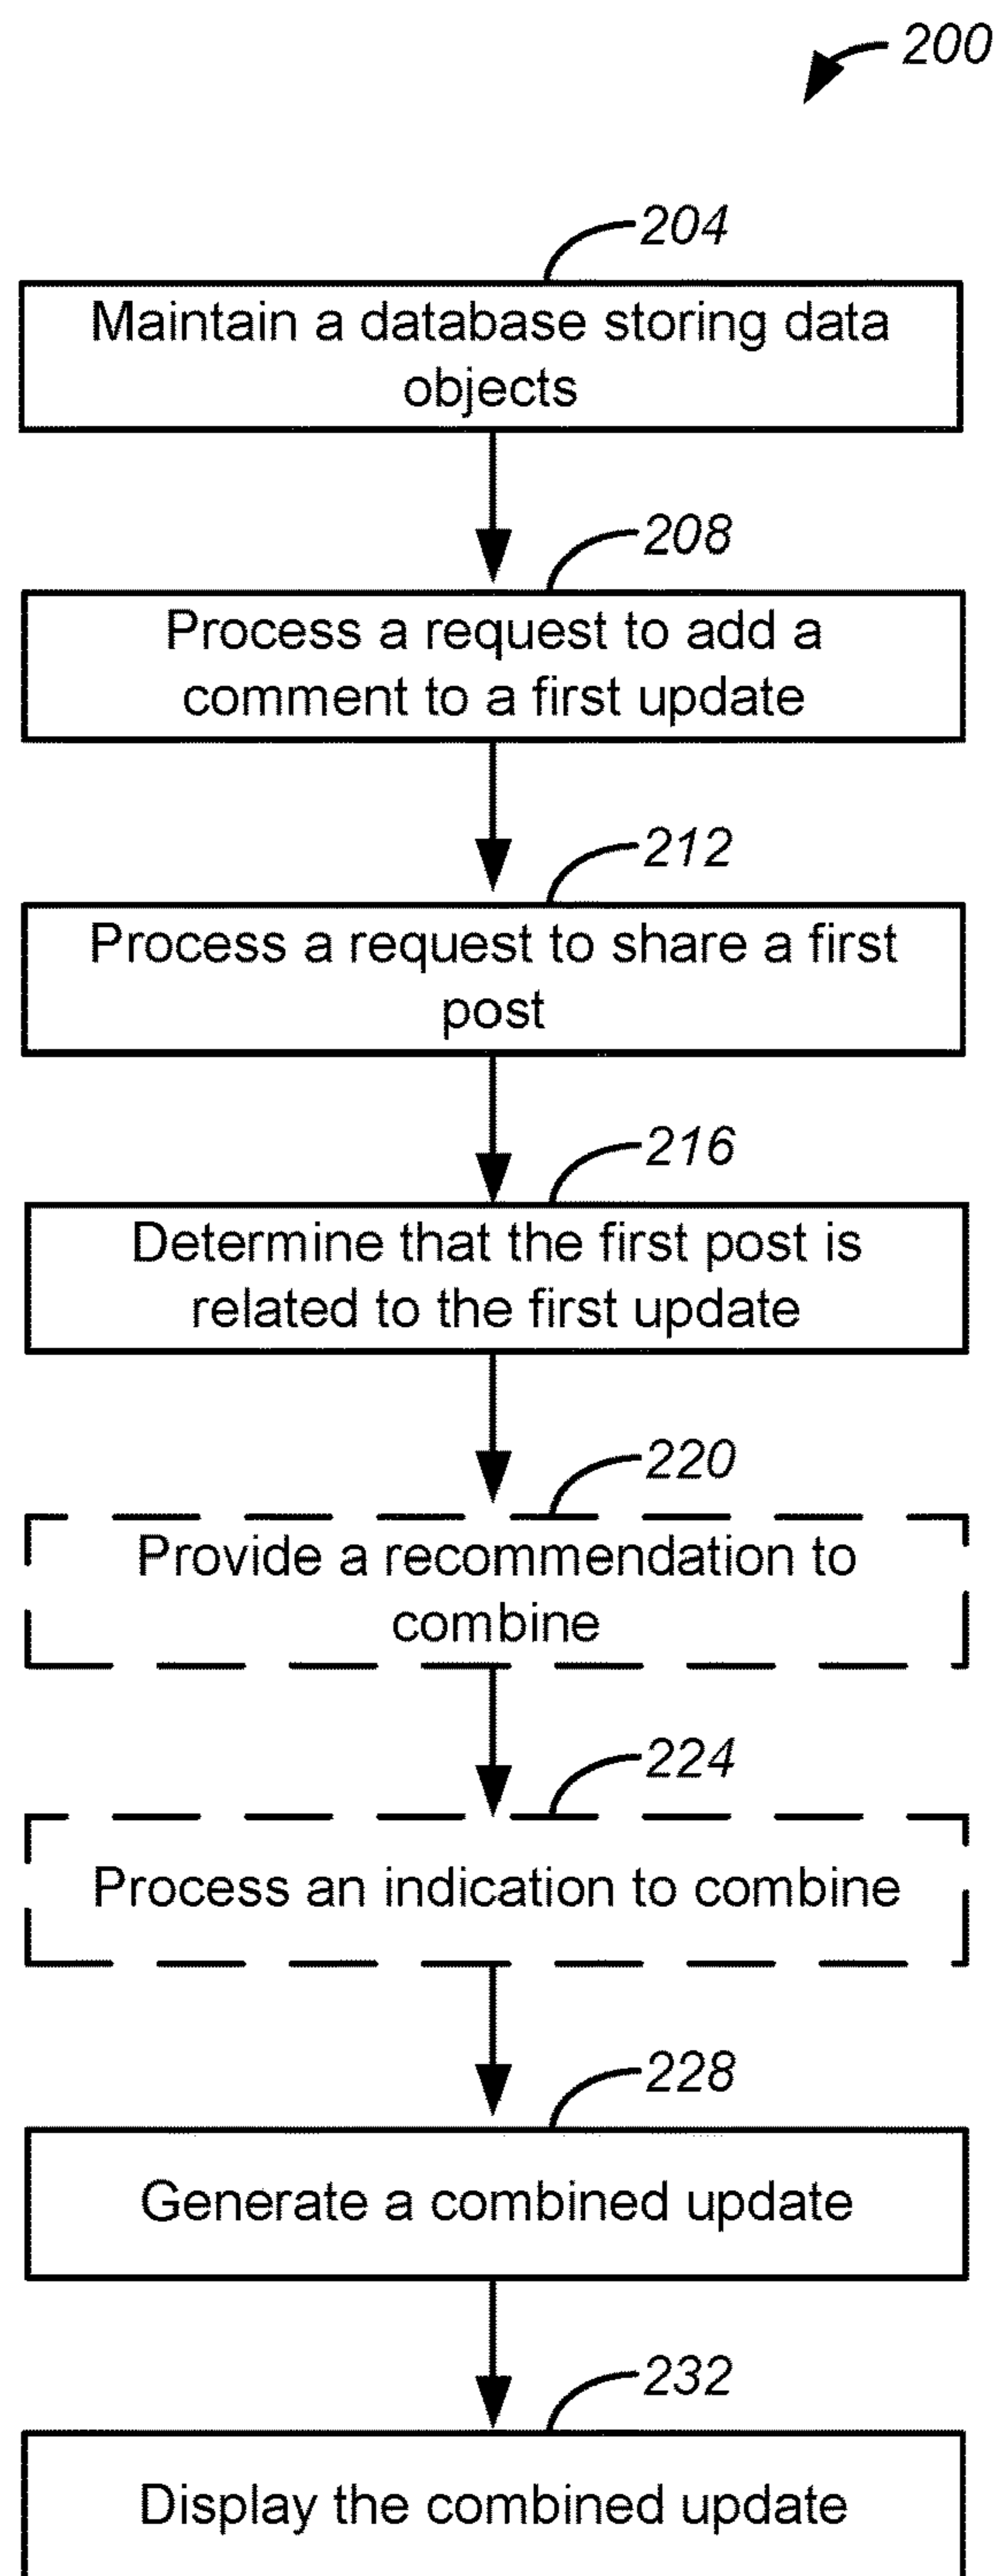 200
204
Maintain a database storing data
objects
208
Process a request to add a
comment to a first update
212
Process a request to share a first
post
216
Determine that the first post is
related to the first update
220
Provide a recommendation to
combine
224
Process an indication to combine
228
Generate a combined update
232
Display the combined update